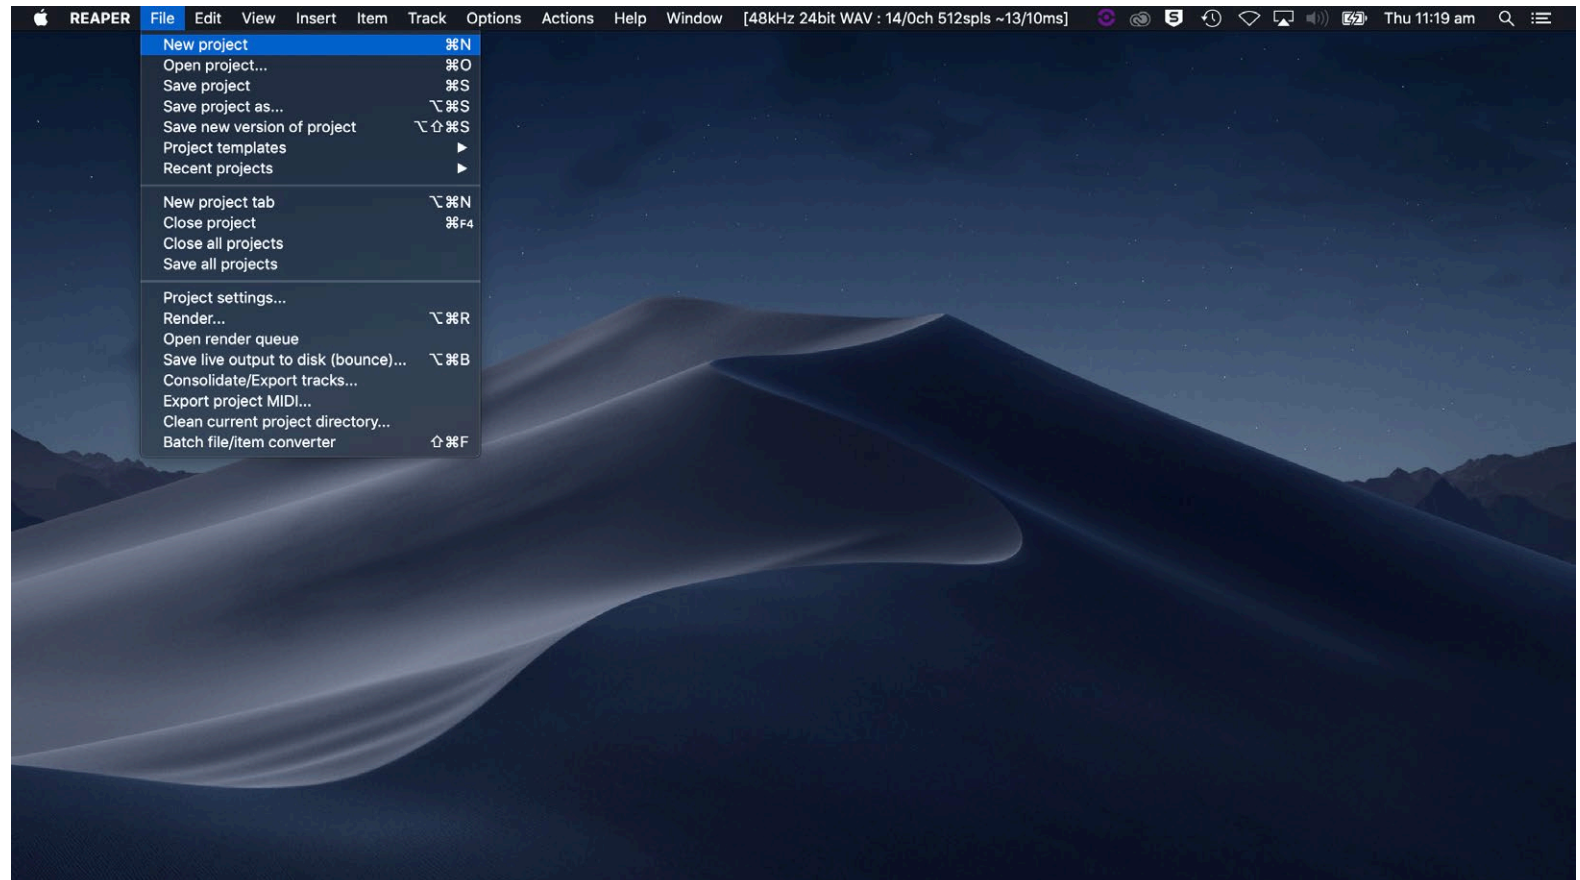 REAPER File Edit View Insert Item Track Options Actions Help Window [48kHz 24bit WAV : 14/0ch 512spls ~13/10ms] Thu 11:19 am
New project ⌘N
Open project... ⌘O
Save project ⌘S
Save project as... ⌥⌘S
Save new version of project ⌥⇧⌘S
Project templates ▶
Recent projects ▶
New project tab ⌥⌘N
Close project ⌘F4
Close all projects
Save all projects
Project settings...
Render... ⌥⌘R
Open render queue
Save live output to disk (bounce)... ⌥⌘B
Consolidate/Export tracks...
Export project MIDI...
Clean current project directory...
Batch file/item converter ⇧⌘F